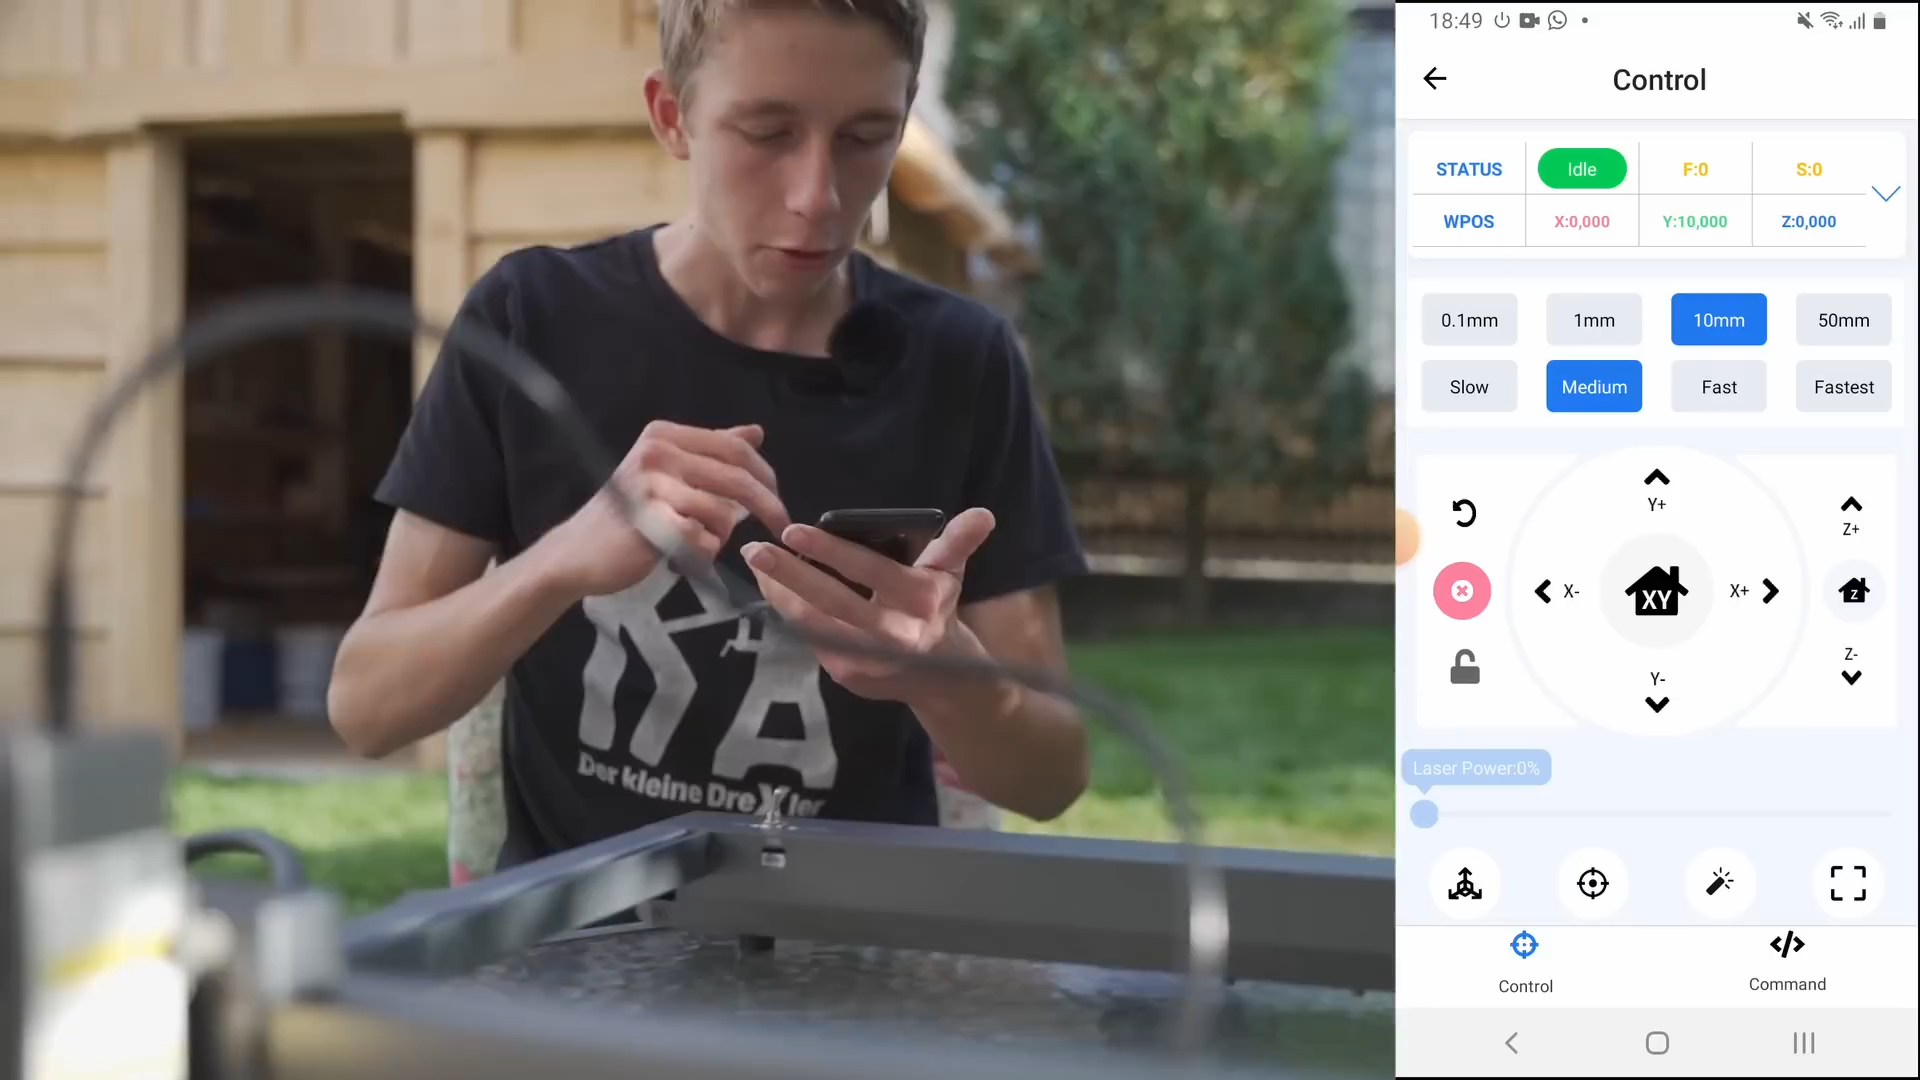 18:49
Control
STATUS Idle F:0 S:0
WPOS X:0,000 Y:10,000 Z:0,000
0.1mm 1mm 10mm 50mm
Slow Medium Fast Fastest
Y+
Z+
X- XY X+ Z
Z-
Y-
Laser Power:0%
Control Command
Der kleine DreXler